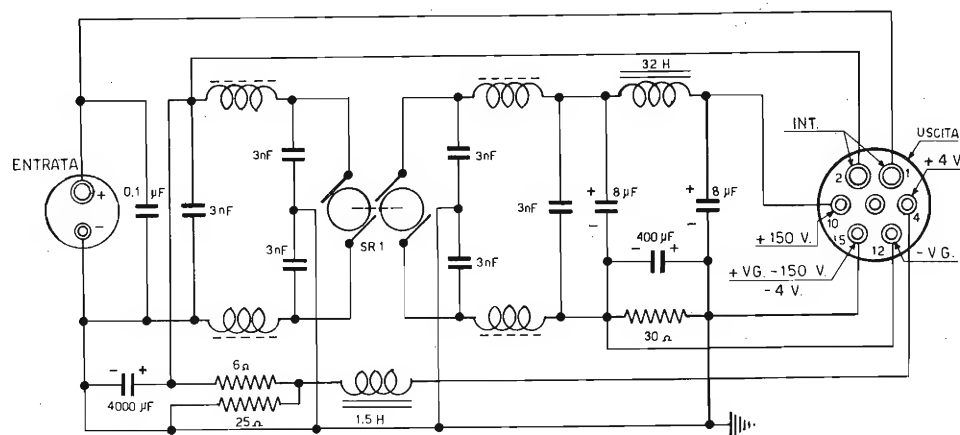 ENTRATA
+
-
0.1 µF
3nF
3nF
3nF
SR 1
3nF
3nF
3nF
32 H
+
8 µF
-
+
8 µF
-
400 µF
- +
30 Ω
INT.
USCITA
+ 4 V.
2
1
10
4
15
12
+ 150 V.
- VG.
+ VG. -150 V.
- 4 V.
- +
4000 µF
6 Ω
25 Ω
1.5 H